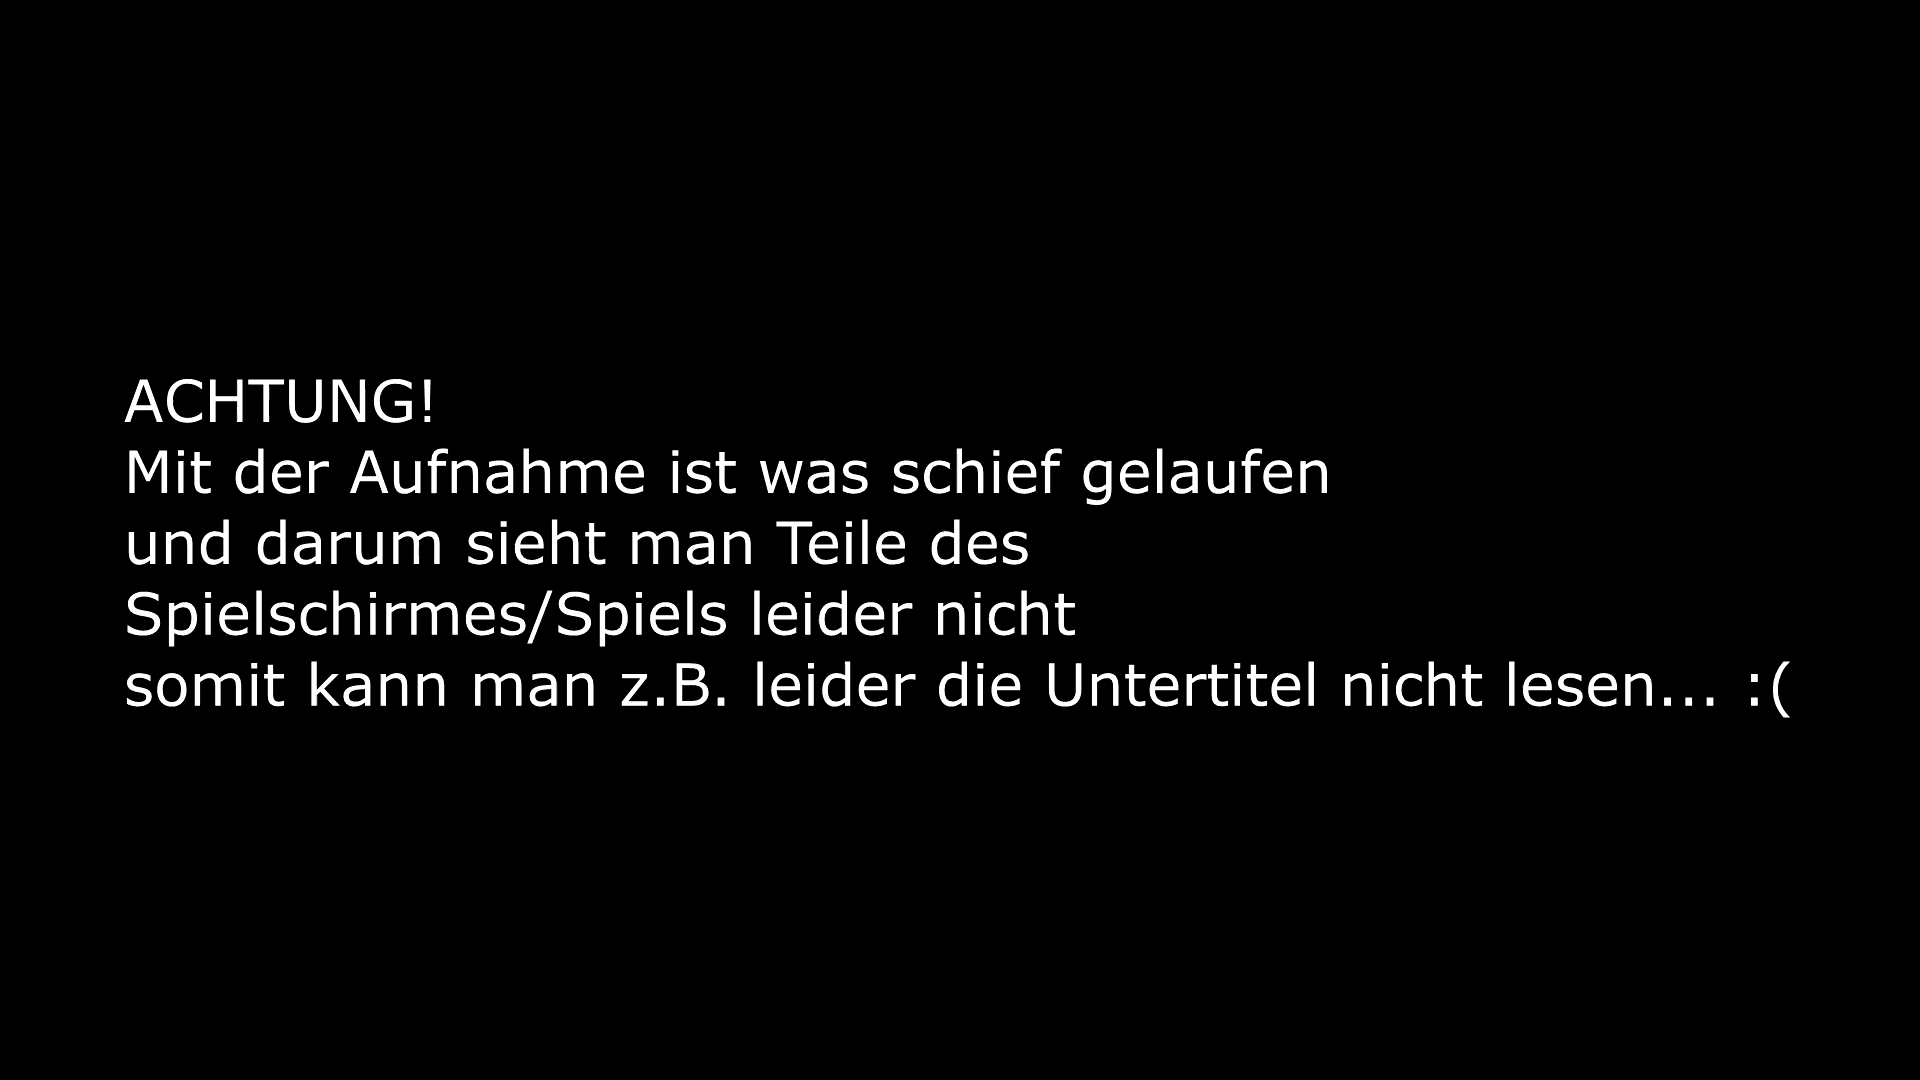 ACHTUNG!
Mit der Aufnahme ist was schief gelaufen
und darum sieht man Teile des
Spielschirmes/Spiels leider nicht
somit kann man z.B. leider die Untertitel nicht lesen... :(